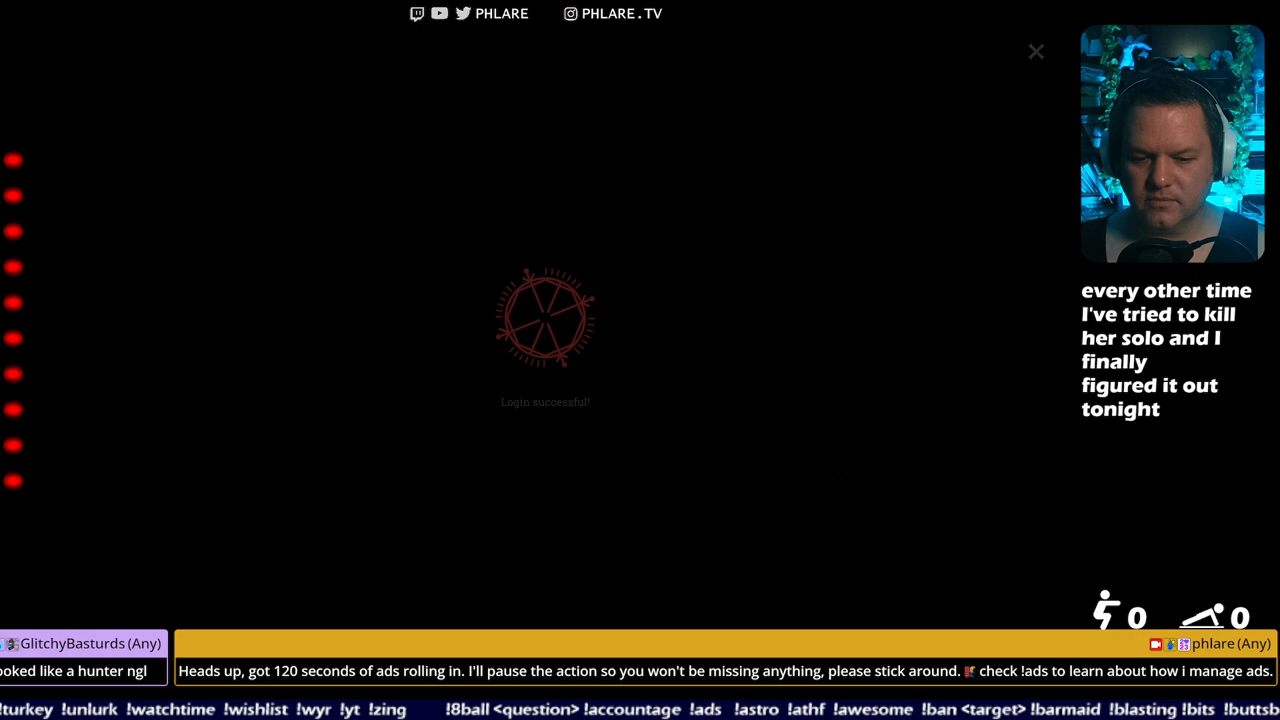 PHLARE PHLARE.TV
Login successful!
every other time
I've tried to kill
her solo and I
finally
figured it out
tonight
0 0
GlitchyBasturds (Any)
ooked like a hunter ngl
phlare (Any)
Heads up, got 120 seconds of ads rolling in. I'll pause the action so you won't be missing anything, please stick around. check !ads to learn about how i manage ads.
!turkey !unlurk !watchtime !wishlist !wyr !yt !zing !8ball <question> !accountage !ads !astro !athf !awesome !ban <target> !barmaid !blasting !bits !buttsb